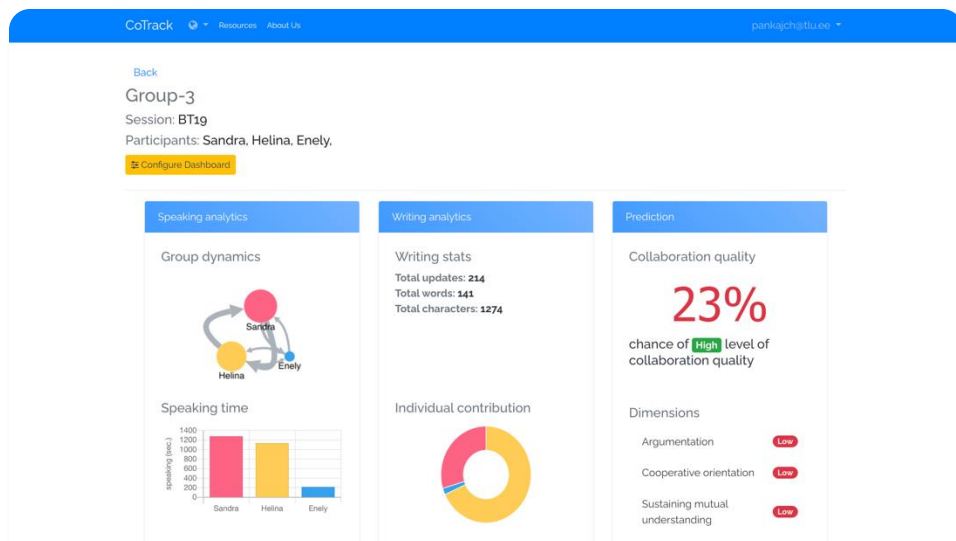 CoTrack Resources About Us pankajch@tlu.ee
Back
Group-3
Session: BT19
Participants: Sandra, Helina, Enely,
Configure Dashboard
Speaking analytics
Group dynamics
Sandra
Enely
Helina
Speaking time
speaking (sec.)
1400
1200
1000
800
600
400
200
0
Sandra Helina Enely
Writing analytics
Writing stats
Total updates: 214
Total words: 141
Total characters: 1274
Individual contribution
Prediction
Collaboration quality
23%
chance of High level of
collaboration quality
Dimensions
Argumentation Low
Cooperative orientation Low
Sustaining mutual
understanding Low